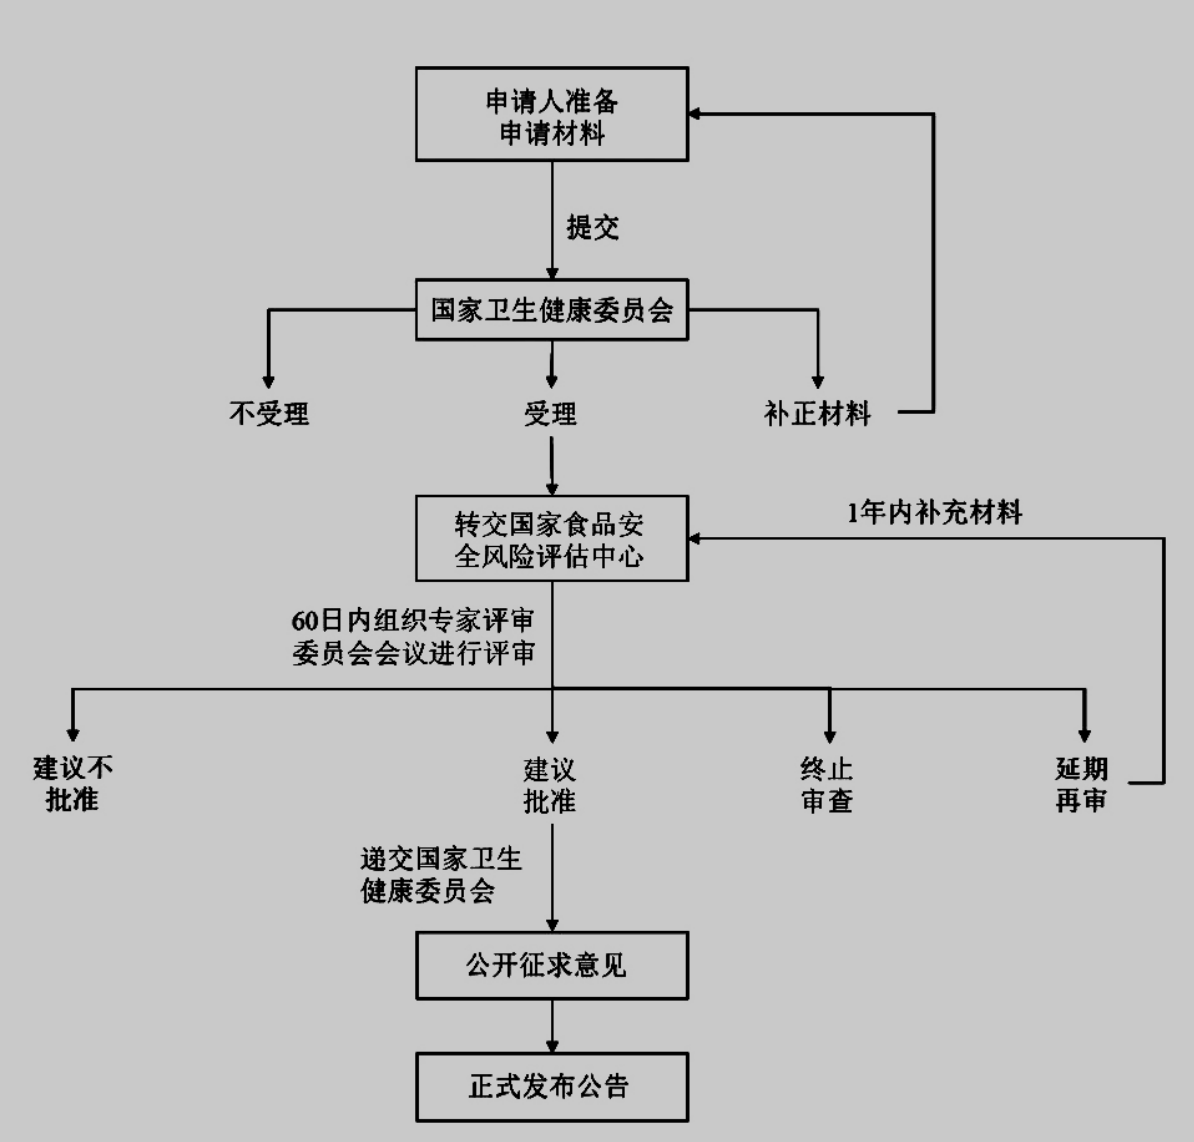 申请人准备
申请材料
提交
国家卫生健康委员会
不受理
受理
补正材料
转交国家食品安
全风险评估中心
1年内补充材料
60日内组织专家评审
委员会会议进行评审
建议不
批准
建议
批准
终止
审查
延期
再审
递交国家卫生
健康委员会
公开征求意见
正式发布公告